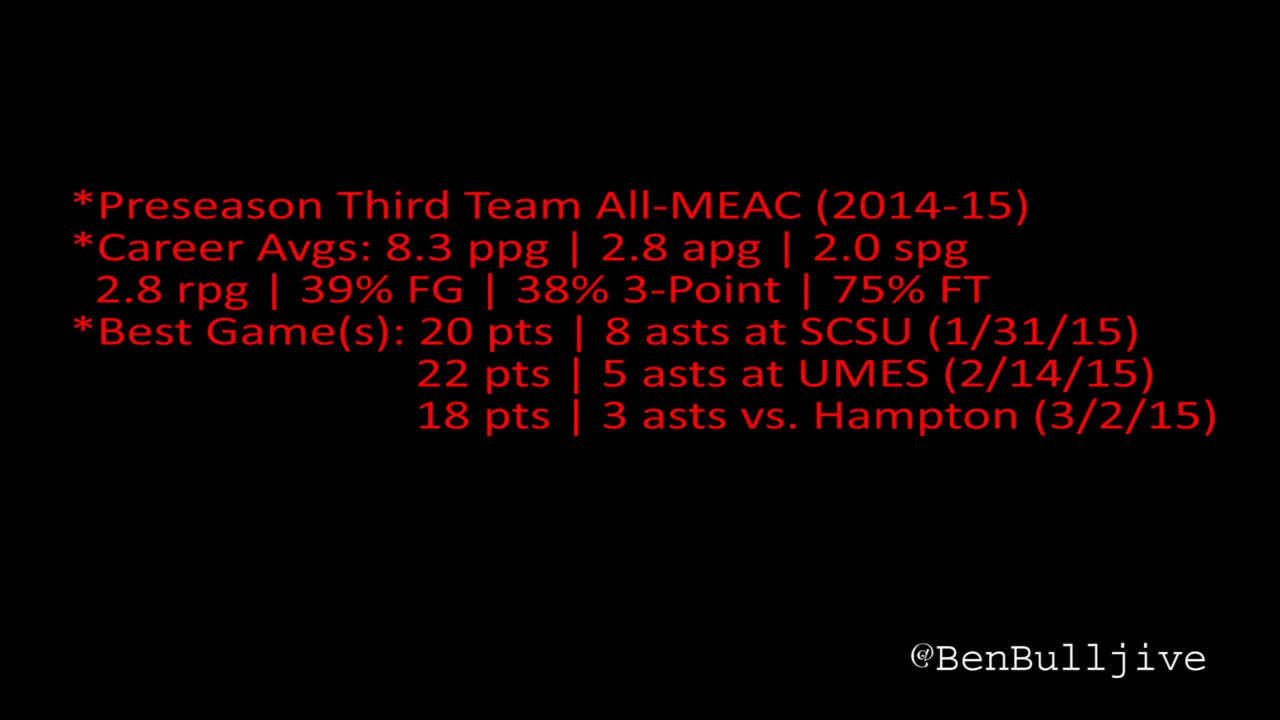 *Preseason Third Team All-MEAC (2014-15)
*Career Avgs: 8.3 ppg | 2.8 apg | 2.0 spg
2.8 rpg | 39% FG | 38% 3-Point | 75% FT
*Best Game(s): 20 pts | 8 asts at SCSU (1/31/15)
22 pts | 5 asts at UMES (2/14/15)
18 pts | 3 asts vs. Hampton (3/2/15)
@BenBulljive